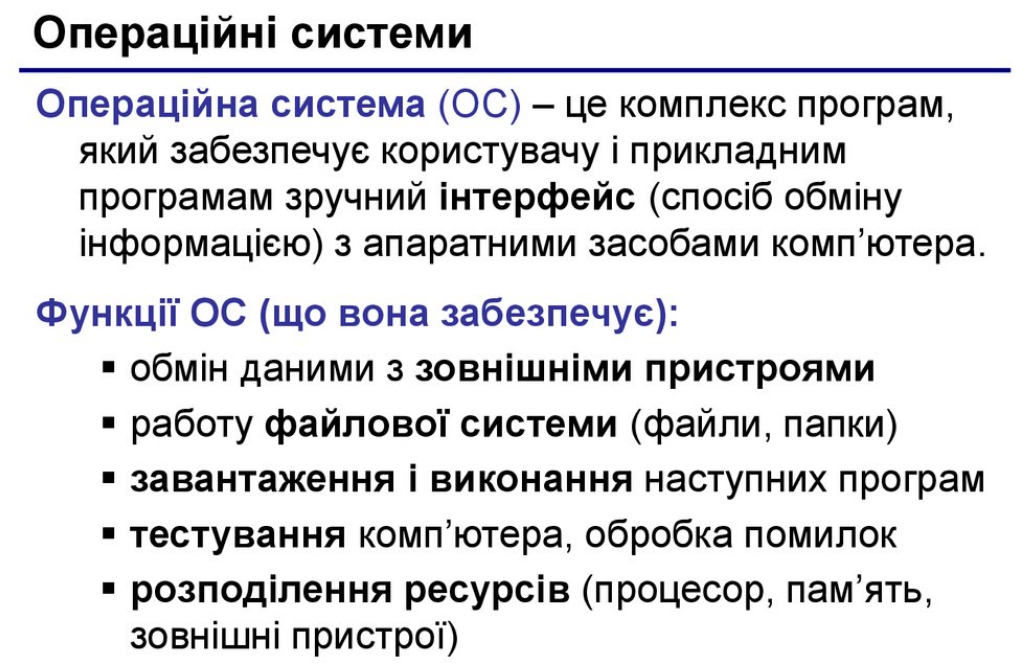 Операційні системи
Операційна система (ОС) – це комплекс програм,
який забезпечує користувачу і прикладним
програмам зручний інтерфейс (спосіб обміну
інформацією) з апаратними засобами комп’ютера.
Функції ОС (що вона забезпечує):
▪ обмін даними з зовнішніми пристроями
▪ работу файлової системи (файли, папки)
▪ завантаження і виконання наступних програм
▪ тестування комп’ютера, обробка помилок
▪ розподілення ресурсів (процесор, пам’ять,
зовнішні пристрої)